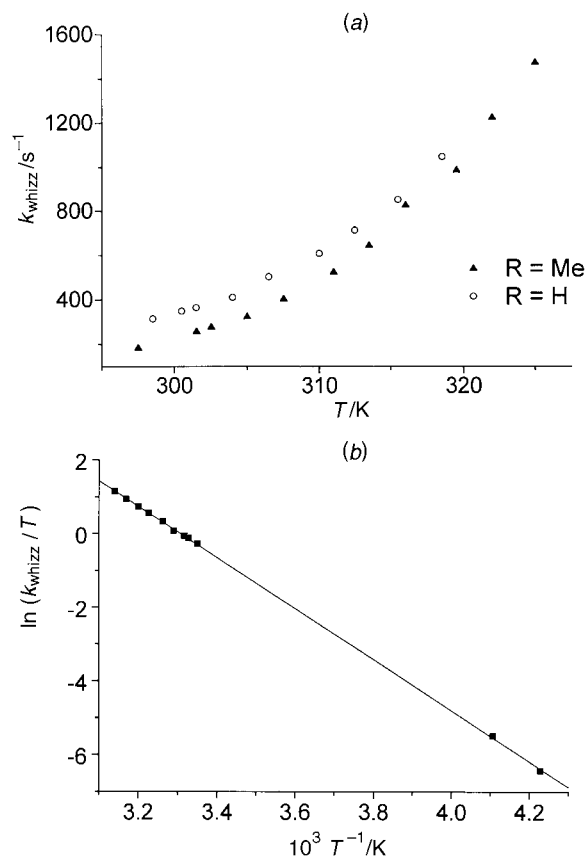 (a)
1600
1200
800
400
k_whizz/s⁻¹
▲ R = Me
○ R = H
300 310 320
T/K
(b)
2
0
-2
-4
-6
ln (k_whizz / T)
3.2 3.4 3.6 3.8 4.0 4.2
10³ T⁻¹/K